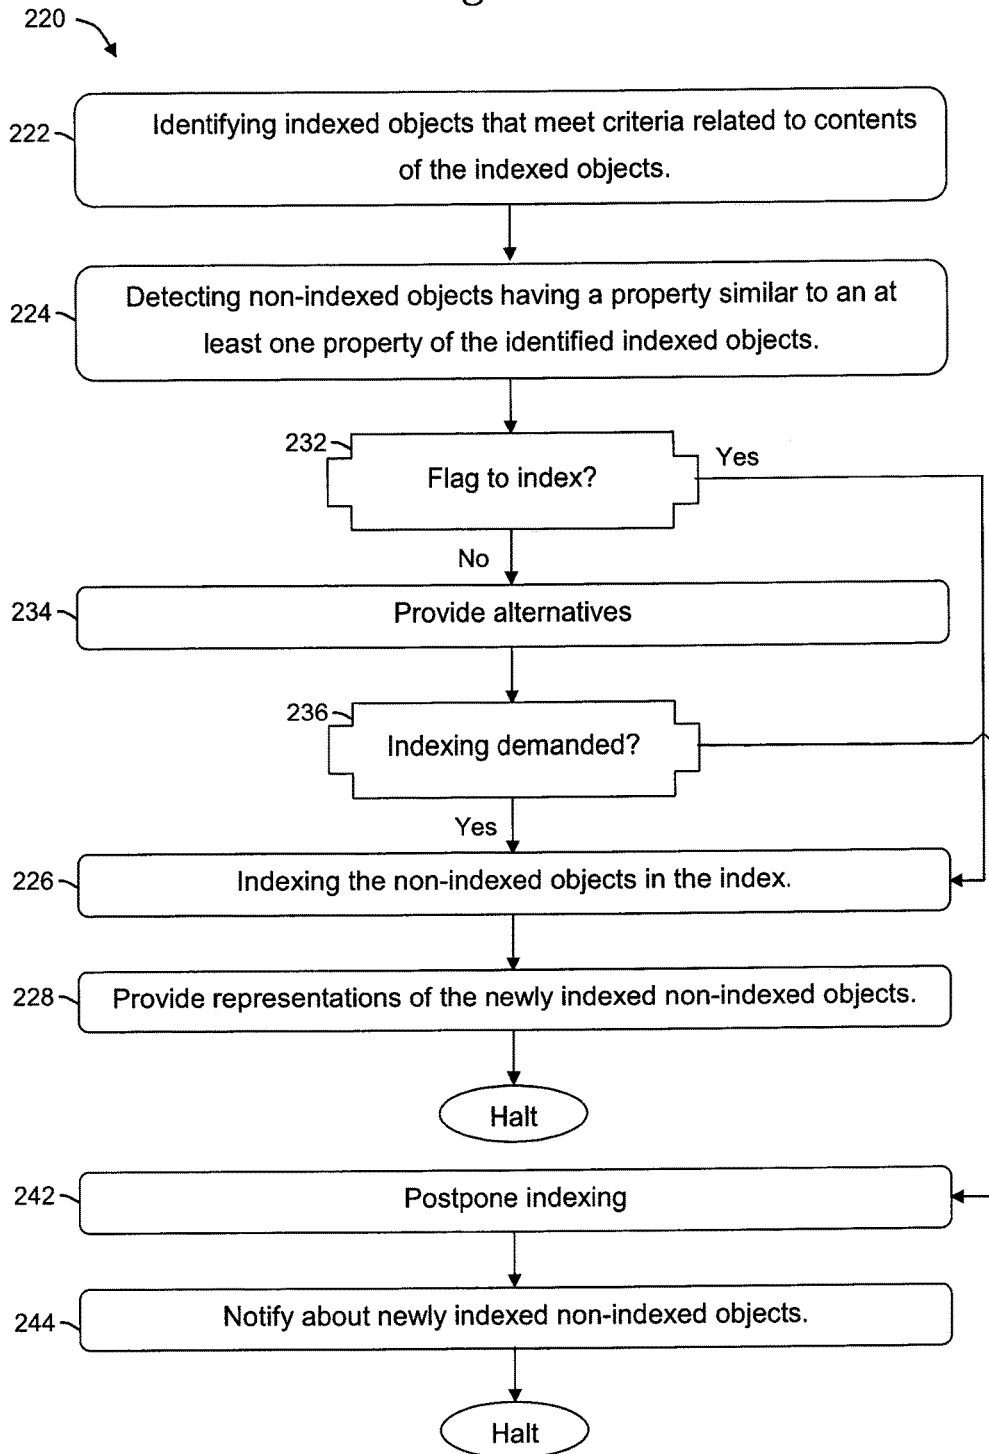 220
222
Identifying indexed objects that meet criteria related to contents
of the indexed objects.
224
Detecting non-indexed objects having a property similar to an at
least one property of the identified indexed objects.
232
Flag to index?
Yes
No
234
Provide alternatives
236
Indexing demanded?
Yes
226
Indexing the non-indexed objects in the index.
228
Provide representations of the newly indexed non-indexed objects.
Halt
242
Postpone indexing
244
Notify about newly indexed non-indexed objects.
Halt